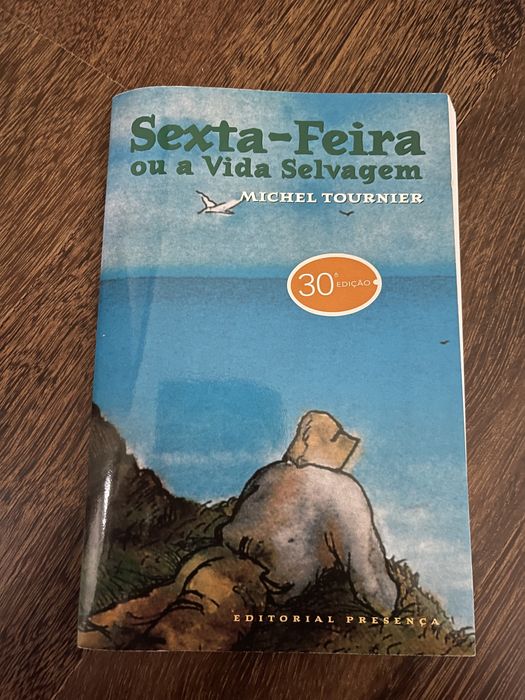 Sexta-Feira
ou a Vida Selvagem
MICHEL TOURNIER
30ª EDIÇÃO
EDITORIAL PRESENÇA